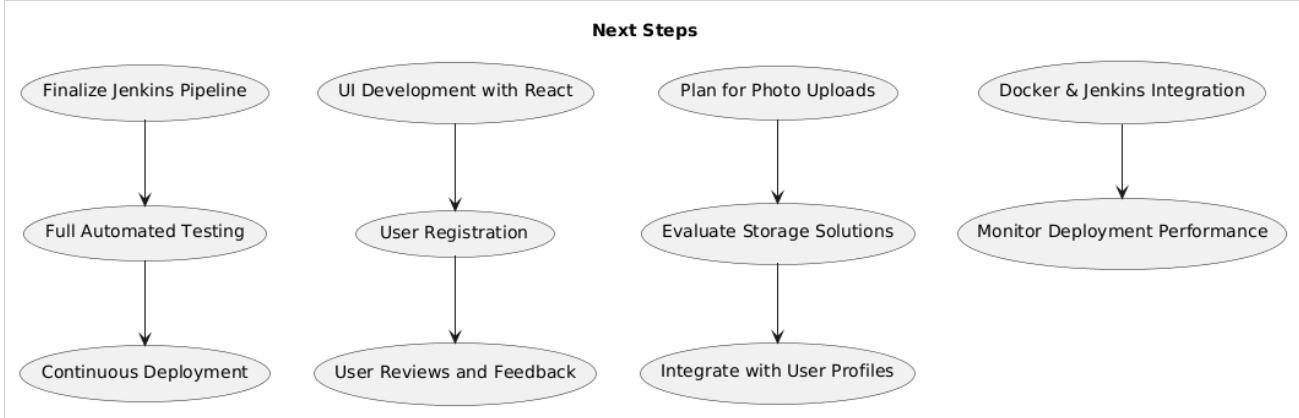 Next Steps
Finalize Jenkins Pipeline
UI Development with React
Plan for Photo Uploads
Docker & Jenkins Integration
Full Automated Testing
User Registration
Evaluate Storage Solutions
Monitor Deployment Performance
Continuous Deployment
User Reviews and Feedback
Integrate with User Profiles